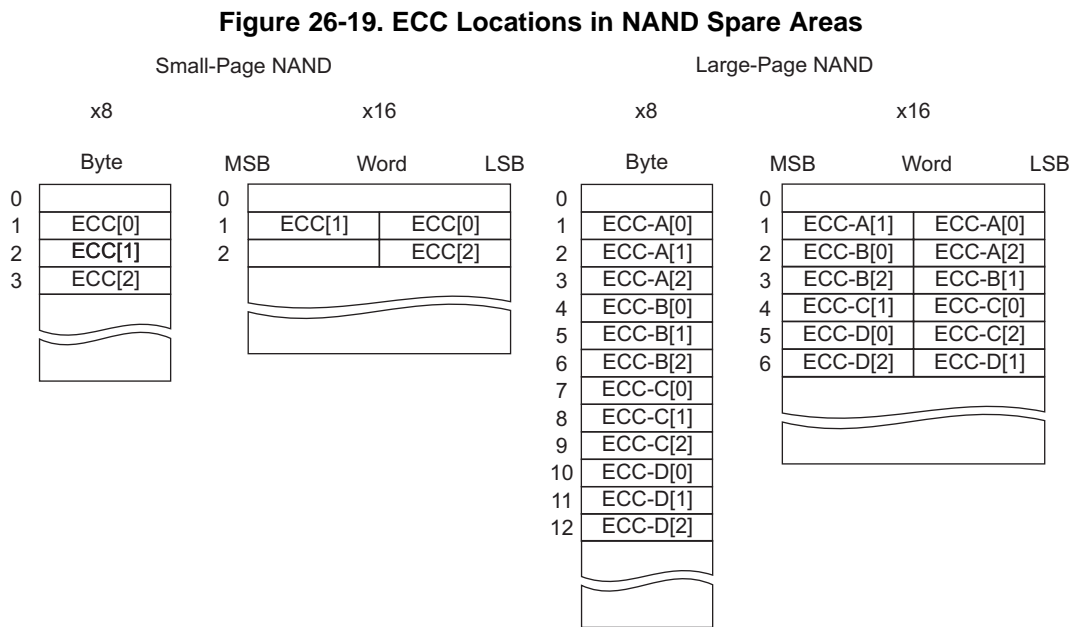 Figure 26-19. ECC Locations in NAND Spare Areas
Small-Page NAND Large-Page NAND
x8 x16 x8 x16
Byte MSB Word LSB Byte MSB Word LSB
0 0 0 0
1 ECC[0] 1 ECC[1] ECC[0] 1 ECC-A[0] 1 ECC-A[1] ECC-A[0]
2 ECC[1] 2 ECC[2] 2 ECC-A[1] 2 ECC-B[0] ECC-A[2]
3 ECC[2] 3 ECC-A[2] 3 ECC-B[2] ECC-B[1]
4 ECC-B[0] 4 ECC-C[1] ECC-C[0]
5 ECC-B[1] 5 ECC-D[0] ECC-C[2]
6 ECC-B[2] 6 ECC-D[2] ECC-D[1]
7 ECC-C[0]
8 ECC-C[1]
9 ECC-C[2]
10 ECC-D[0]
11 ECC-D[1]
12 ECC-D[2]